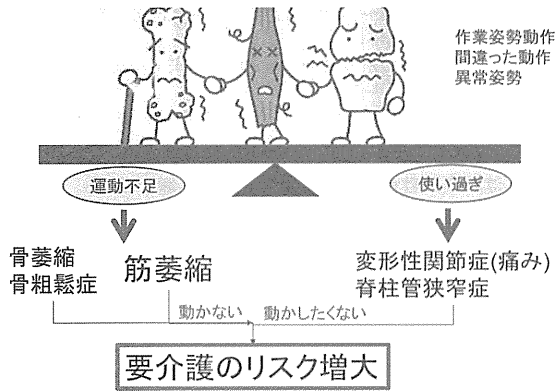 作業姿勢動作
間違った動作
異常姿勢
運動不足
使い過ぎ
骨萎縮
骨粗鬆症
筋萎縮
変形性関節症(痛み)
脊柱管狭窄症
動かない
動かしたくない
要介護のリスク増大